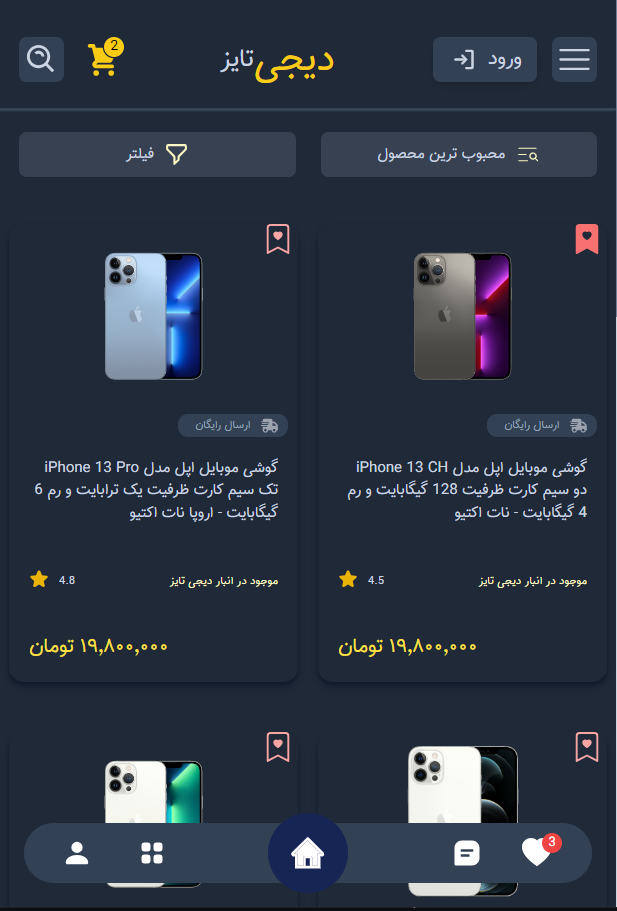 ورود
دیجی تایز
2
محبوب ترین محصول
فیلتر
ارسال رایگان
گوشی موبایل اپل مدل iPhone 13 CH
دو سیم‌ کارت ظرفیت 128 گیگابایت و رم
4 گیگابایت - نات اکتیو
موجود در انبار دیجی تایز
4.5
۱۹,۸۰۰,۰۰۰ تومان
ارسال رایگان
گوشی موبایل اپل مدل iPhone 13 Pro
تک سیم‌ کارت ظرفیت یک ترابایت و رم 6
گیگابایت - اروپا نات اکتیو
موجود در انبار دیجی تایز
4.8
۱۹,۸۰۰,۰۰۰ تومان
3